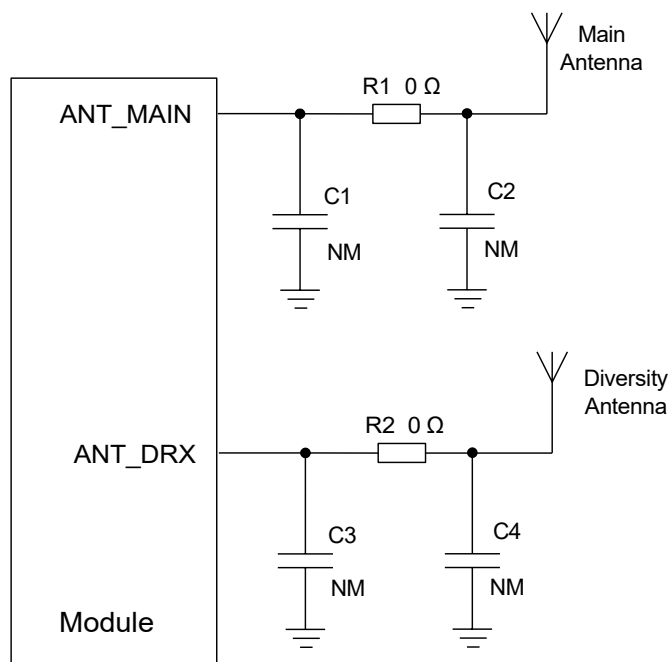 Main
Antenna
R1 0 Ω
ANT_MAIN
C1
C2
NM
NM
Diversity
Antenna
R2 0 Ω
ANT_DRX
C3
C4
NM
NM
Module